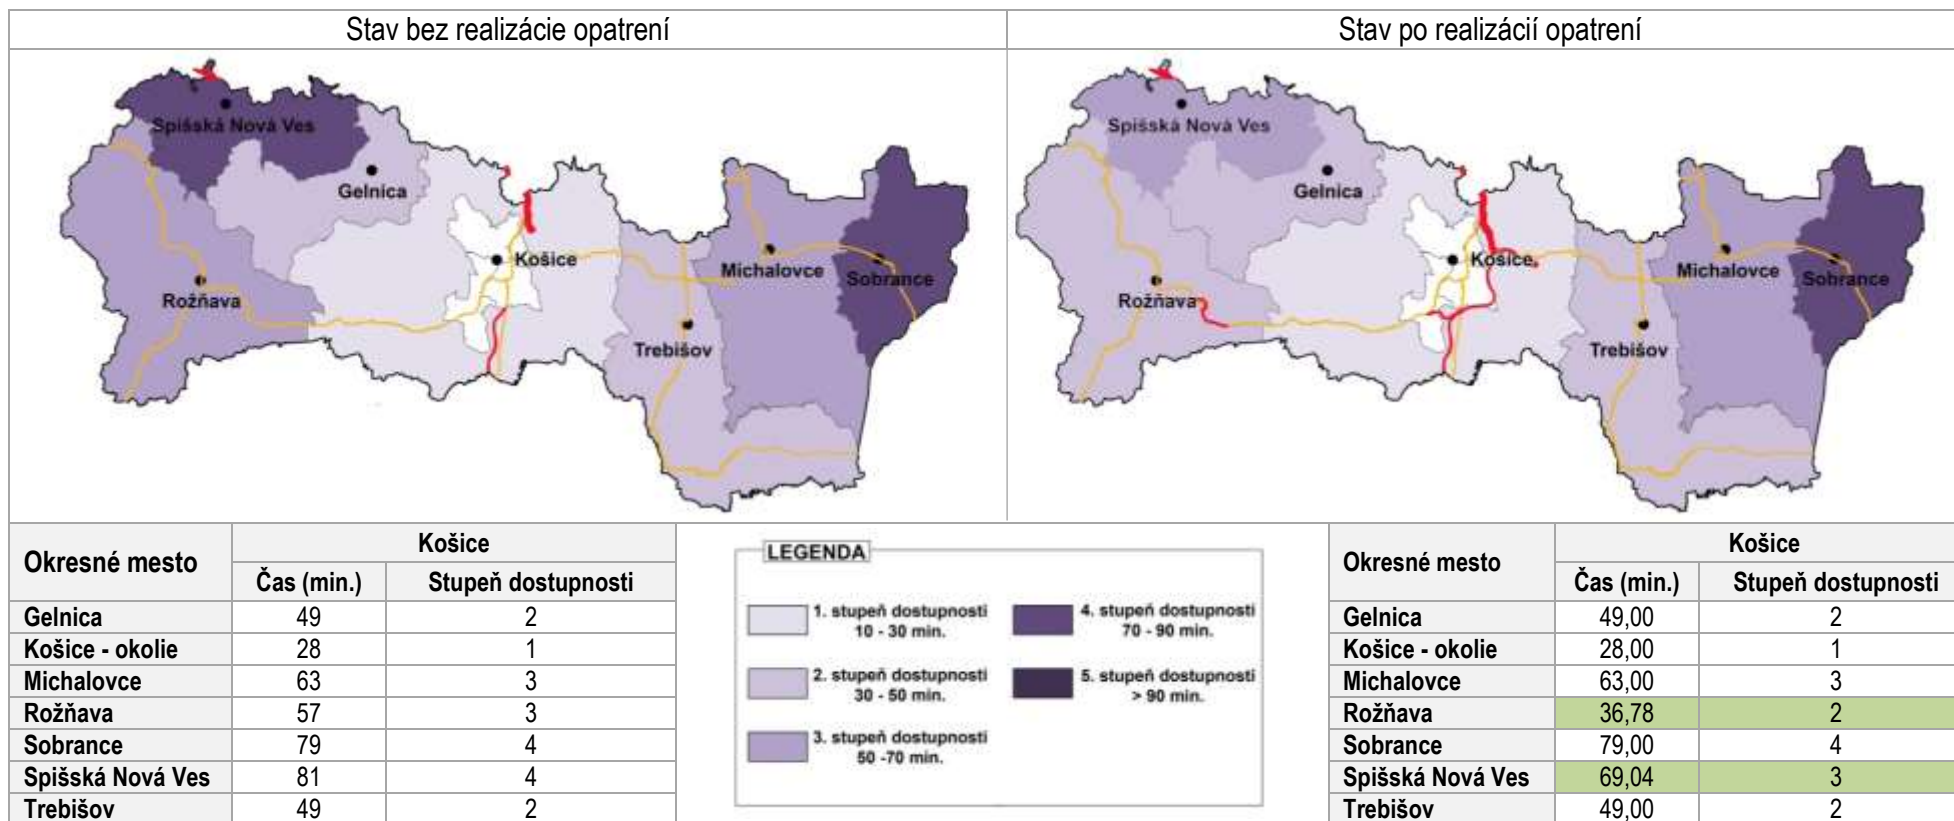 Stav bez realizácie opatrení
Stav po realizácií opatrení
Spišská Nová Ves
Gelnica
Košice
Rožňava
Michalovce
Sobrance
Trebišov
Spišská Nová Ves
Gelnica
Košice
Rožňava
Michalovce
Sobrance
Trebišov
Okresné mesto Košice
Čas (min.) Stupeň dostupnosti
Gelnica 49 2
Košice - okolie 28 1
Michalovce 63 3
Rožňava 57 3
Sobrance 79 4
Spišská Nová Ves 81 4
Trebišov 49 2
LEGENDA
1. stupeň dostupnosti
10 - 30 min.
2. stupeň dostupnosti
30 - 50 min.
3. stupeň dostupnosti
50 -70 min.
4. stupeň dostupnosti
70 - 90 min.
5. stupeň dostupnosti
> 90 min.
Okresné mesto Košice
Čas (min.) Stupeň dostupnosti
Gelnica 49,00 2
Košice - okolie 28,00 1
Michalovce 63,00 3
Rožňava 36,78 2
Sobrance 79,00 4
Spišská Nová Ves 69,04 3
Trebišov 49,00 2